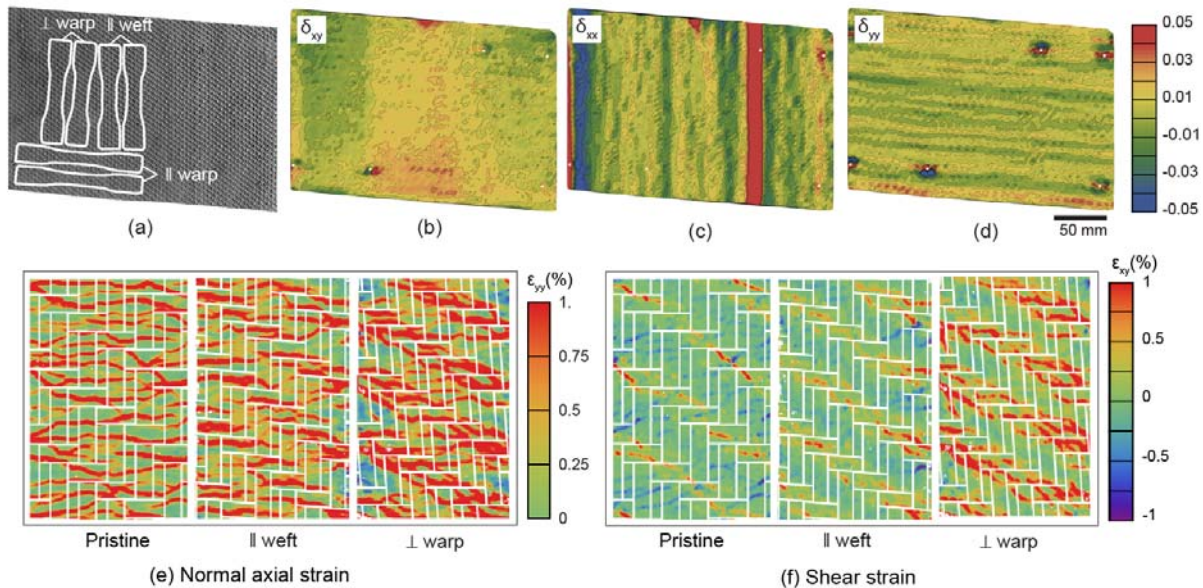 ⊥ warp ∥ weft
∥ warp
(a)
δxy
(b)
δxx
(c)
δyy
(d)
50 mm
0.05
0.03
0.01
-0.01
-0.03
-0.05
εyy(%)
1.
0.75
0.5
0.25
0
Pristine ∥ weft ⊥ warp
(e) Normal axial strain
εxy(%)
1
0.5
0
-0.5
-1
Pristine ∥ weft ⊥ warp
(f) Shear strain